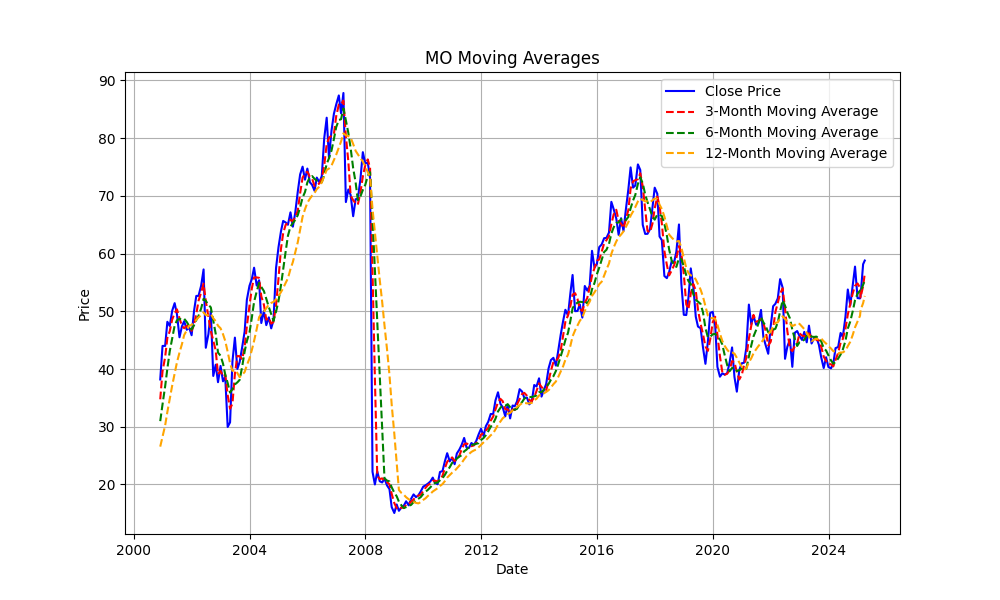 MO Moving Averages
Close Price
3-Month Moving Average
6-Month Moving Average
12-Month Moving Average
Price
90
80
70
60
50
40
30
20
2000 2004 2008 2012 2016 2020 2024
Date